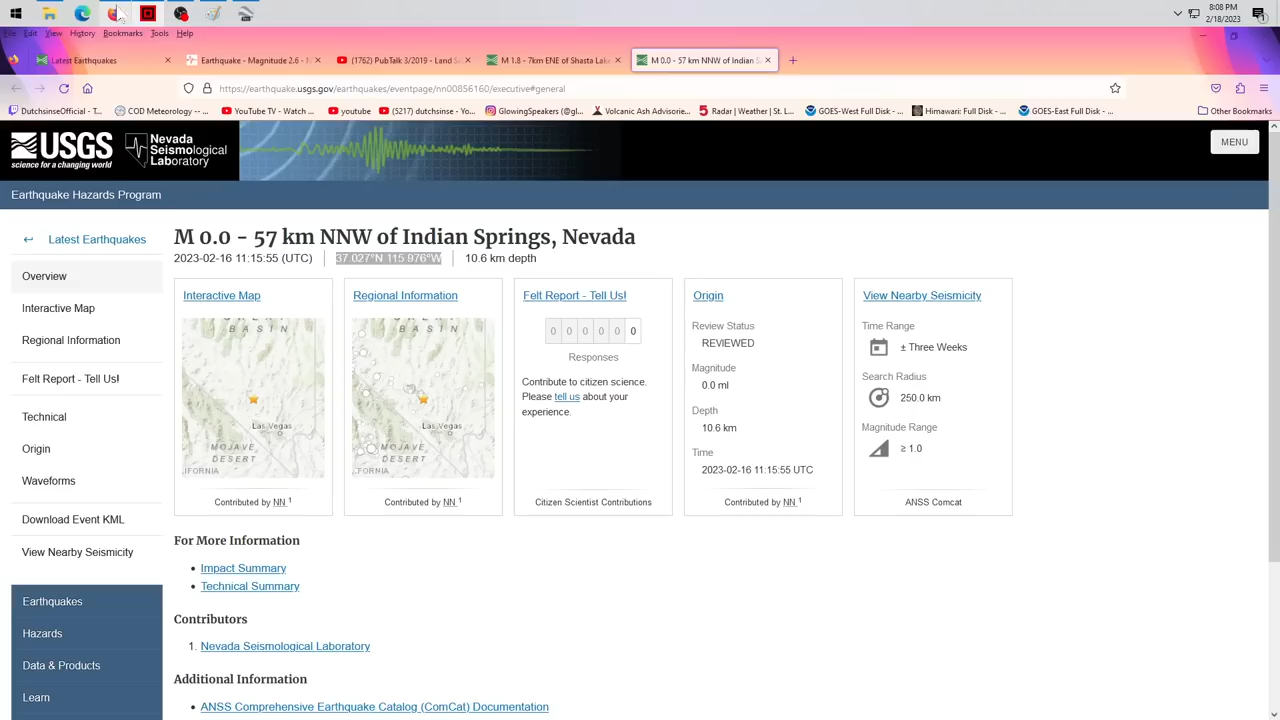 8:08 PM
2/18/2023
File Edit View History Bookmarks Tools Help
Latest Earthquakes
Earthquake - Magnitude 2.6 -
(1762) PubTalk 3/2019 - Land S
M 1.8 - 7km ENE of Shasta Lake
M 0.0 - 57 km NNW of Indian S
https://earthquake.usgs.gov/earthquakes/eventpage/nn00856160/executive#general
DutchsinseOfficial - T...
COD Meteorology -- ...
YouTube TV - Watch ...
youtube
(5217) dutchsinse - Yo...
GlowingSpeakers (@gl...
Volcanic Ash Advisorie...
Radar | Weather | St. L...
GOES-West Full Disk - ...
Himawari: Full Disk - ...
GOES-East Full Disk - ...
Other Bookmarks
USGS
science for a changing world
Nevada
Seismological
Laboratory
MENU
Earthquake Hazards Program
Latest Earthquakes
Overview
Interactive Map
Regional Information
Felt Report - Tell Us!
Technical
Origin
Waveforms
Download Event KML
View Nearby Seismicity
Earthquakes
Hazards
Data & Products
Learn
M 0.0 - 57 km NNW of Indian Springs, Nevada
2023-02-16 11:15:55 (UTC)
37.027°N 115.976°W
10.6 km depth
Interactive Map
BASIN
Las Vegas
MOJAVE
DESERT
IFORNIA
Contributed by NN 1
Regional Information
BASIN
Las Vegas
MOJAVE
DESERT
IFORNIA
Contributed by NN 1
Felt Report - Tell Us!
0 0 0 0 0 0
Responses
Contribute to citizen science.
Please tell us about your
experience.
Citizen Scientist Contributions
Origin
Review Status
REVIEWED
Magnitude
0.0 ml
Depth
10.6 km
Time
2023-02-16 11:15:55 UTC
Contributed by NN 1
View Nearby Seismicity
Time Range
± Three Weeks
Search Radius
250.0 km
Magnitude Range
≥ 1.0
ANSS Comcat
For More Information
• Impact Summary
• Technical Summary
Contributors
1. Nevada Seismological Laboratory
Additional Information
• ANSS Comprehensive Earthquake Catalog (ComCat) Documentation